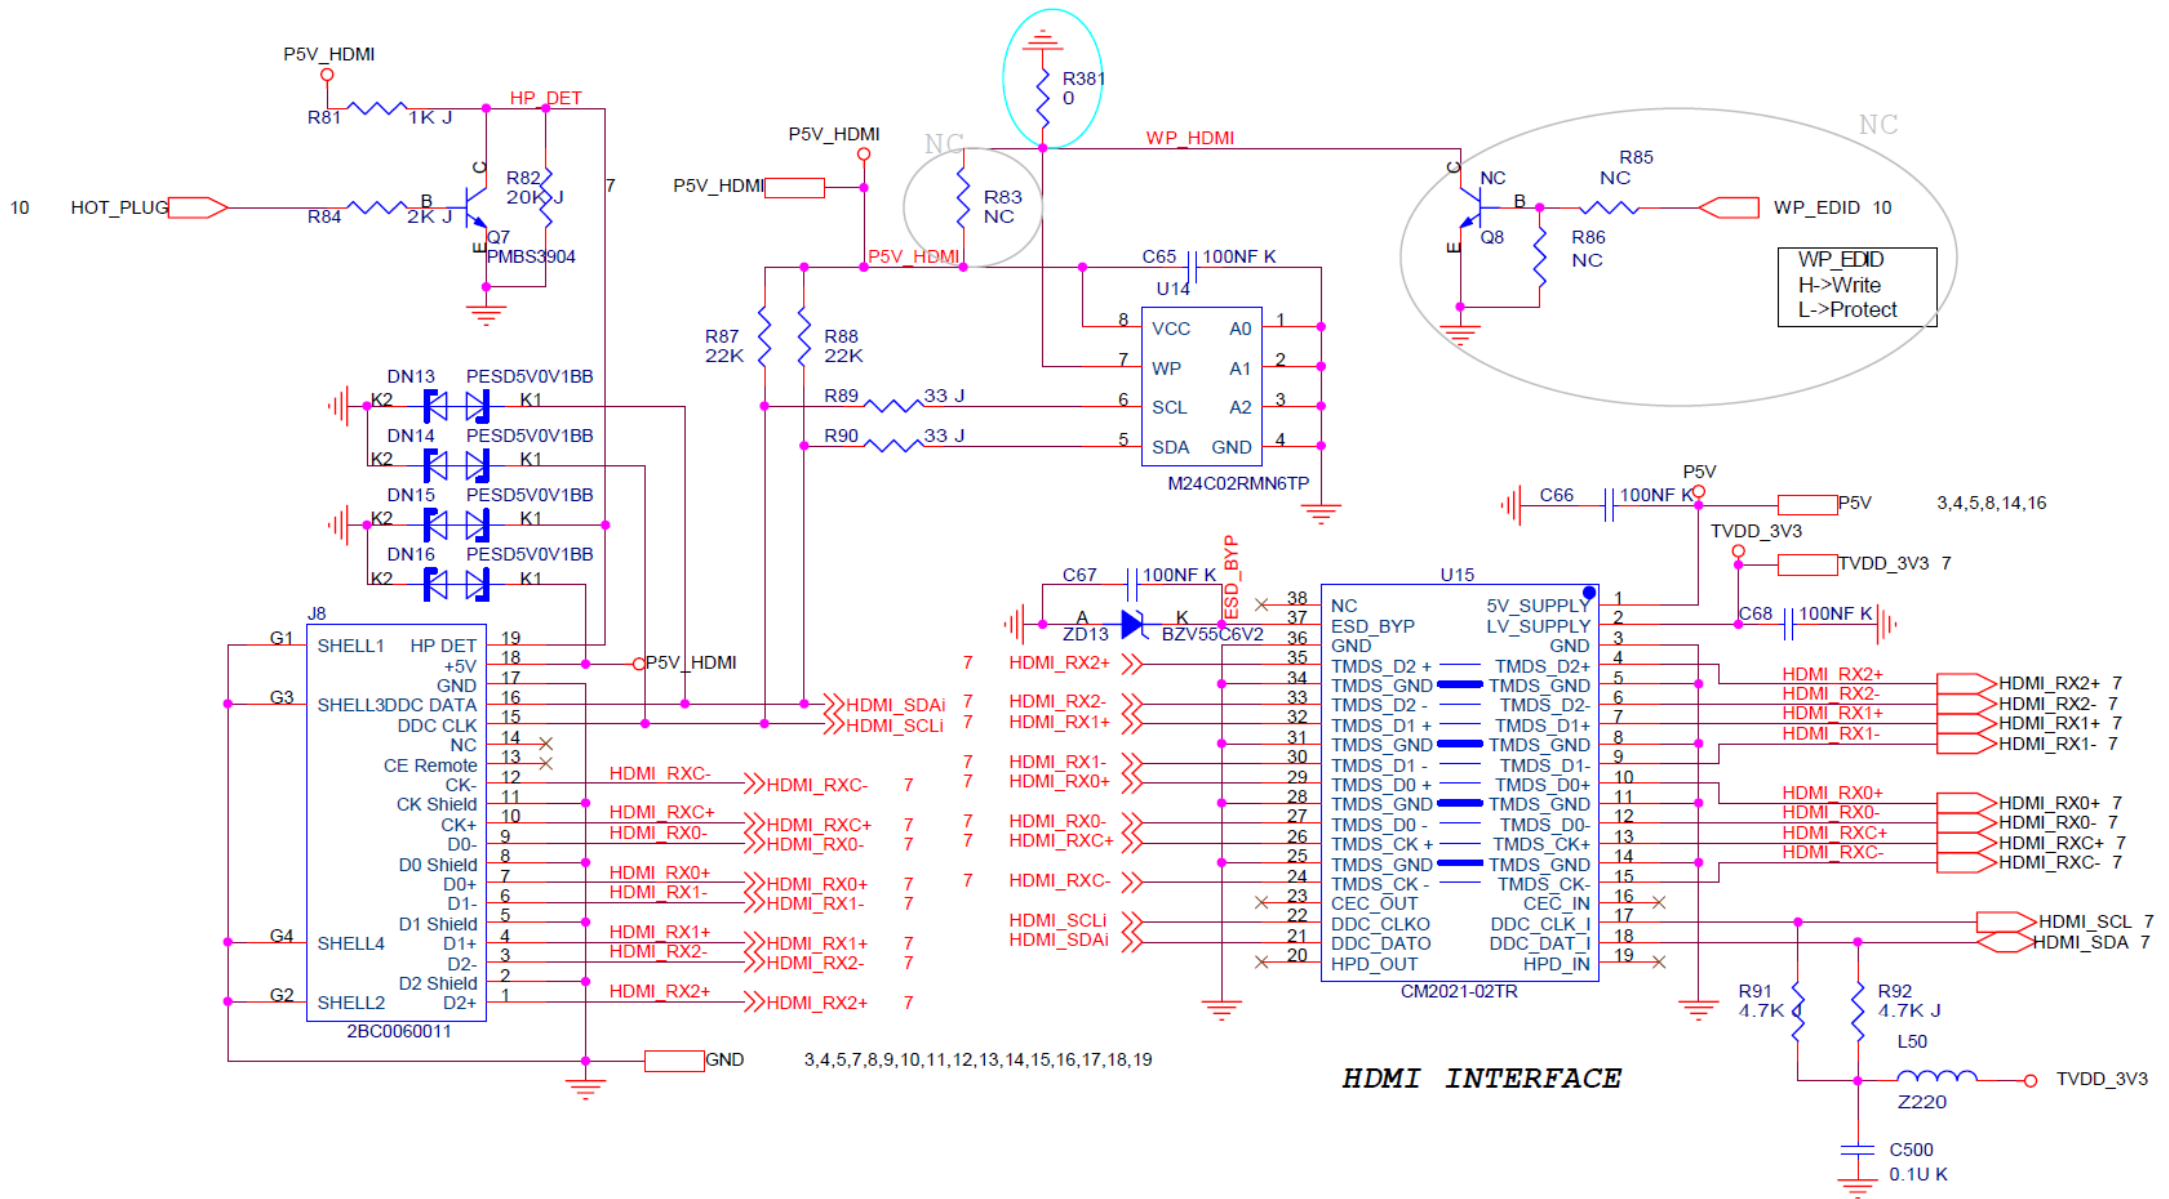 P5V_HDMI
R81
1K J
HP_DET
10
HOT_PLUG
R84
2K J
B
C
E
Q7
PMBS3904
R82
20K J
7
P5V_HDMI
P5V_HDMI
NC
R83
NC
P5V_HDMI
R381
0
WP_HDMI
NC
C
B
E
NC
Q8
R85
NC
R86
NC
WP_EDID 10
WP_EDID
H->Write
L->Protect
C65
100NF K
U14
R87
22K
R88
22K
R89
33 J
R90
33 J
8 VCC A0 1
7 WP A1 2
6 SCL A2 3
5 SDA GND 4
M24C02RMN6TP
DN13 PESD5V0V1BB
K2 K1
DN14 PESD5V0V1BB
K2 K1
DN15 PESD5V0V1BB
K2 K1
DN16 PESD5V0V1BB
K2 K1
J8
G1 SHELL1 HP DET 19
+5V 18
P5V_HDMI
GND 17
G3 SHELL3 DDC DATA 16
HDMI_SDAi
DDC CLK 15
HDMI_SCLi
NC 14
CE Remote 13
CK- 12 HDMI_RXC- HDMI_RXC- 7
CK Shield 11
CK+ 10 HDMI_RXC+ HDMI_RXC+ 7
D0- 9 HDMI_RX0- HDMI_RX0- 7
D0 Shield 8
D0+ 7 HDMI_RX0+ HDMI_RX0+ 7
D1- 6 HDMI_RX1- HDMI_RX1- 7
D1 Shield 5
G4 SHELL4 D1+ 4 HDMI_RX1+ HDMI_RX1+ 7
D2- 3 HDMI_RX2- HDMI_RX2- 7
D2 Shield 2
G2 SHELL2 D2+ 1 HDMI_RX2+ HDMI_RX2+ 7
2BC0060011
GND 3,4,5,7,8,9,10,11,12,13,14,15,16,17,18,19
C66
100NF K
P5V
P5V 3,4,5,8,14,16
TVDD_3V3
TVDD_3V3 7
C68
100NF K
C67
100NF K
ESD_BYP
A
K
ZD13
BZV55C6V2
U15
38 NC 5V_SUPPLY 1
37 ESD_BYP LV_SUPPLY 2
36 GND GND 3
7 HDMI_RX2+ 35 TMDS_D2 + TMDS_D2+ 4 HDMI_RX2+ HDMI_RX2+ 7
34 TMDS_GND TMDS_GND 5
7 HDMI_RX2- 33 TMDS_D2 - TMDS_D2- 6 HDMI_RX2- HDMI_RX2- 7
7 HDMI_RX1+ 32 TMDS_D1 + TMDS_D1+ 7 HDMI_RX1+ HDMI_RX1+ 7
31 TMDS_GND TMDS_GND 8
7 HDMI_RX1- 30 TMDS_D1 - TMDS_D1- 9 HDMI_RX1- HDMI_RX1- 7
7 HDMI_RX0+ 29 TMDS_D0 + TMDS_D0+ 10 HDMI_RX0+ HDMI_RX0+ 7
28 TMDS_GND TMDS_GND 11
7 HDMI_RX0- 27 TMDS_D0 - TMDS_D0- 12 HDMI_RX0- HDMI_RX0- 7
7 HDMI_RXC+ 26 TMDS_CK + TMDS_CK+ 13 HDMI_RXC+ HDMI_RXC+ 7
25 TMDS_GND TMDS_GND 14
7 HDMI_RXC- 24 TMDS_CK - TMDS_CK- 15 HDMI_RXC- HDMI_RXC- 7
23 CEC_OUT CEC_IN 16
HDMI_SCLi 22 DDC_CLKO DDC_CLK_I 17 HDMI_SCL 7
HDMI_SDAi 21 DDC_DATO DDC_DAT_I 18 HDMI_SDA 7
20 HPD_OUT HPD_IN 19
CM2021-02TR
R91
4.7K J
R92
4.7K J
L50
Z220
TVDD_3V3
C500
0.1U K
HDMI INTERFACE